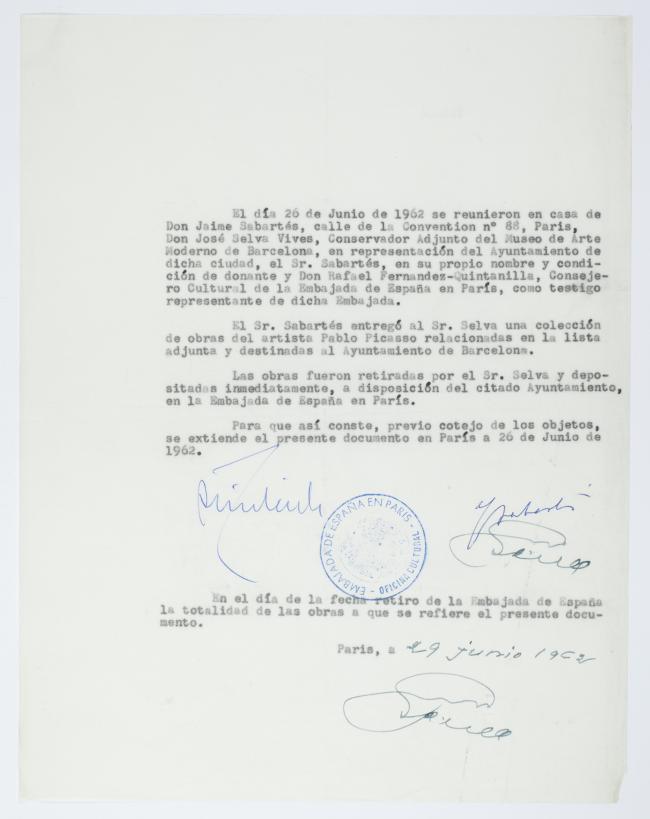 El día 26 de Junio de 1962 se reunieron en casa de
Don Jaime Sabartés, calle de la Convention nº 88, Paris,
Don José Selva Vives, Conservador Adjunto del Museo de Arte
Moderno de Barcelona, en representación del Ayuntamiento de
dicha ciudad, el Sr. Sabartés, en su propio nombre y condi-
ción de donante y Don Rafael Fernandez-Quintanilla, Conseje-
ro Cultural de la Embajada de España en París, como testigo
representante de dicha Embajada.
El Sr. Sabartés entregó al Sr. Selva una colección
de obras del artista Pablo Picasso relacionadas en la lista
adjunta y destinadas al Ayuntamiento de Barcelona.
Las obras fueron retiradas por el Sr. Selva y depo-
sitadas inmediatamente, a disposición del citado Ayuntamiento,
en la Embajada de España en París.
Para que así conste, previo cotejo de los objetos,
se extiende el presente documento en París a 26 de Junio de
1962.
Sabartés
EMBAJADA DE ESPAÑA EN PARIS - OFICINA CULTURAL -
Selva
En el día de la fecha retiro de la Embajada de España
la totalidad de las obras a que se refiere el presente docu-
mento.
Paris, a 29 junio 1962
Selva